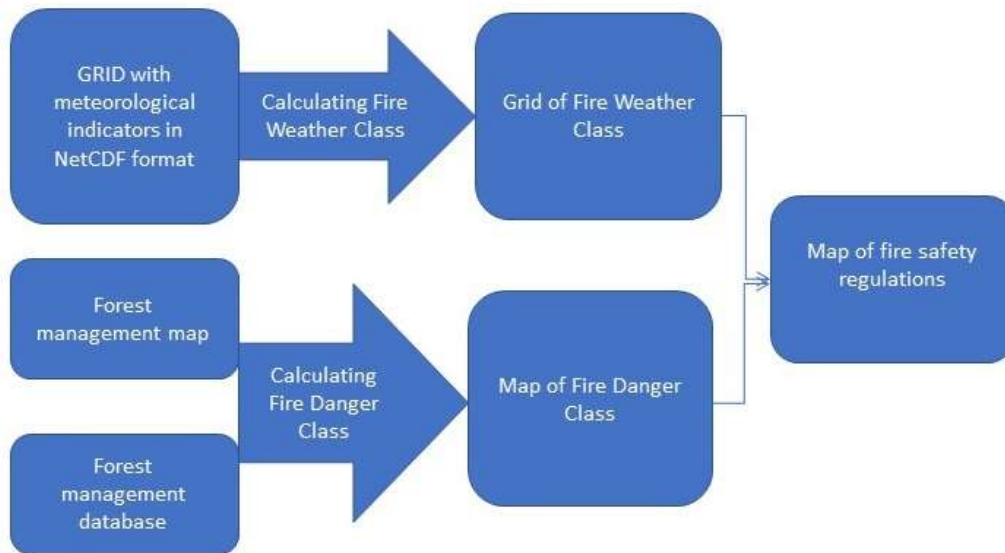 GRID with
meteorological
indicators in
NetCDF format
Calculating Fire
Weather Class
Grid of Fire Weather
Class
Map of fire safety
regulations
Forest
management map
Calculating
Fire Danger
Class
Map of Fire Danger
Class
Forest
management
database